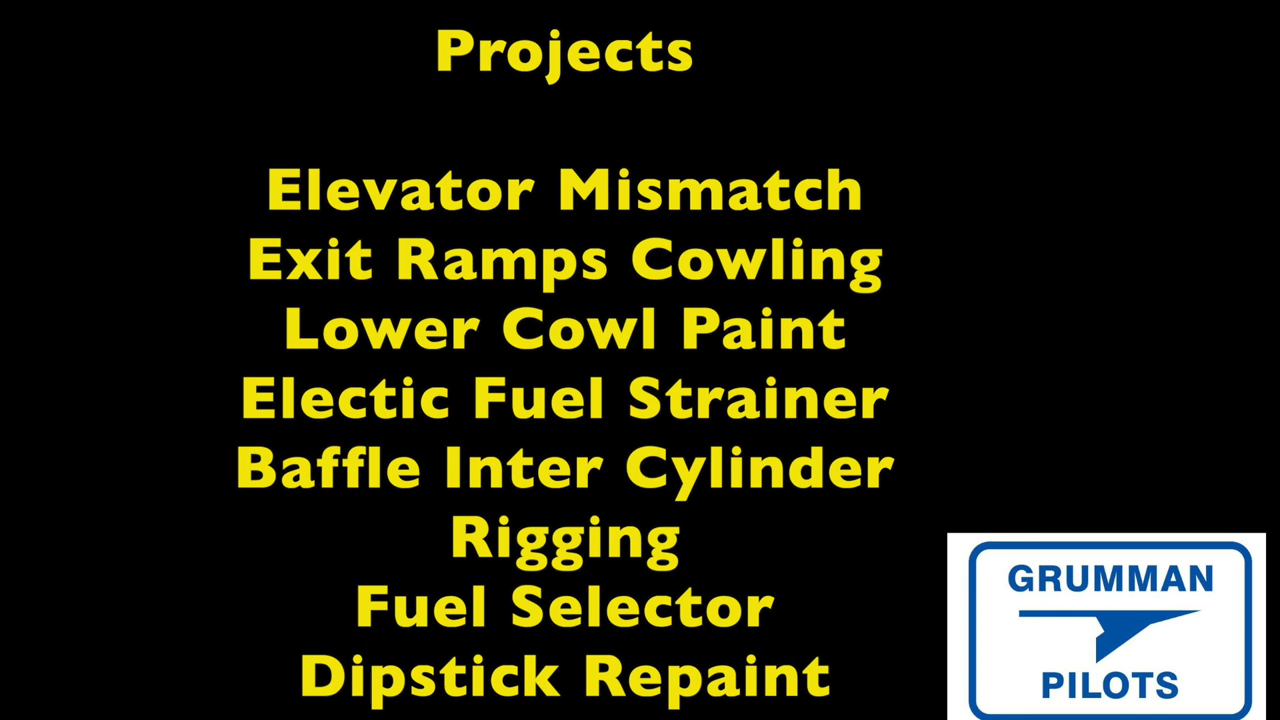 Projects
Elevator Mismatch
Exit Ramps Cowling
Lower Cowl Paint
Electic Fuel Strainer
Baffle Inter Cylinder
Rigging
Fuel Selector
Dipstick Repaint
GRUMMAN
PILOTS